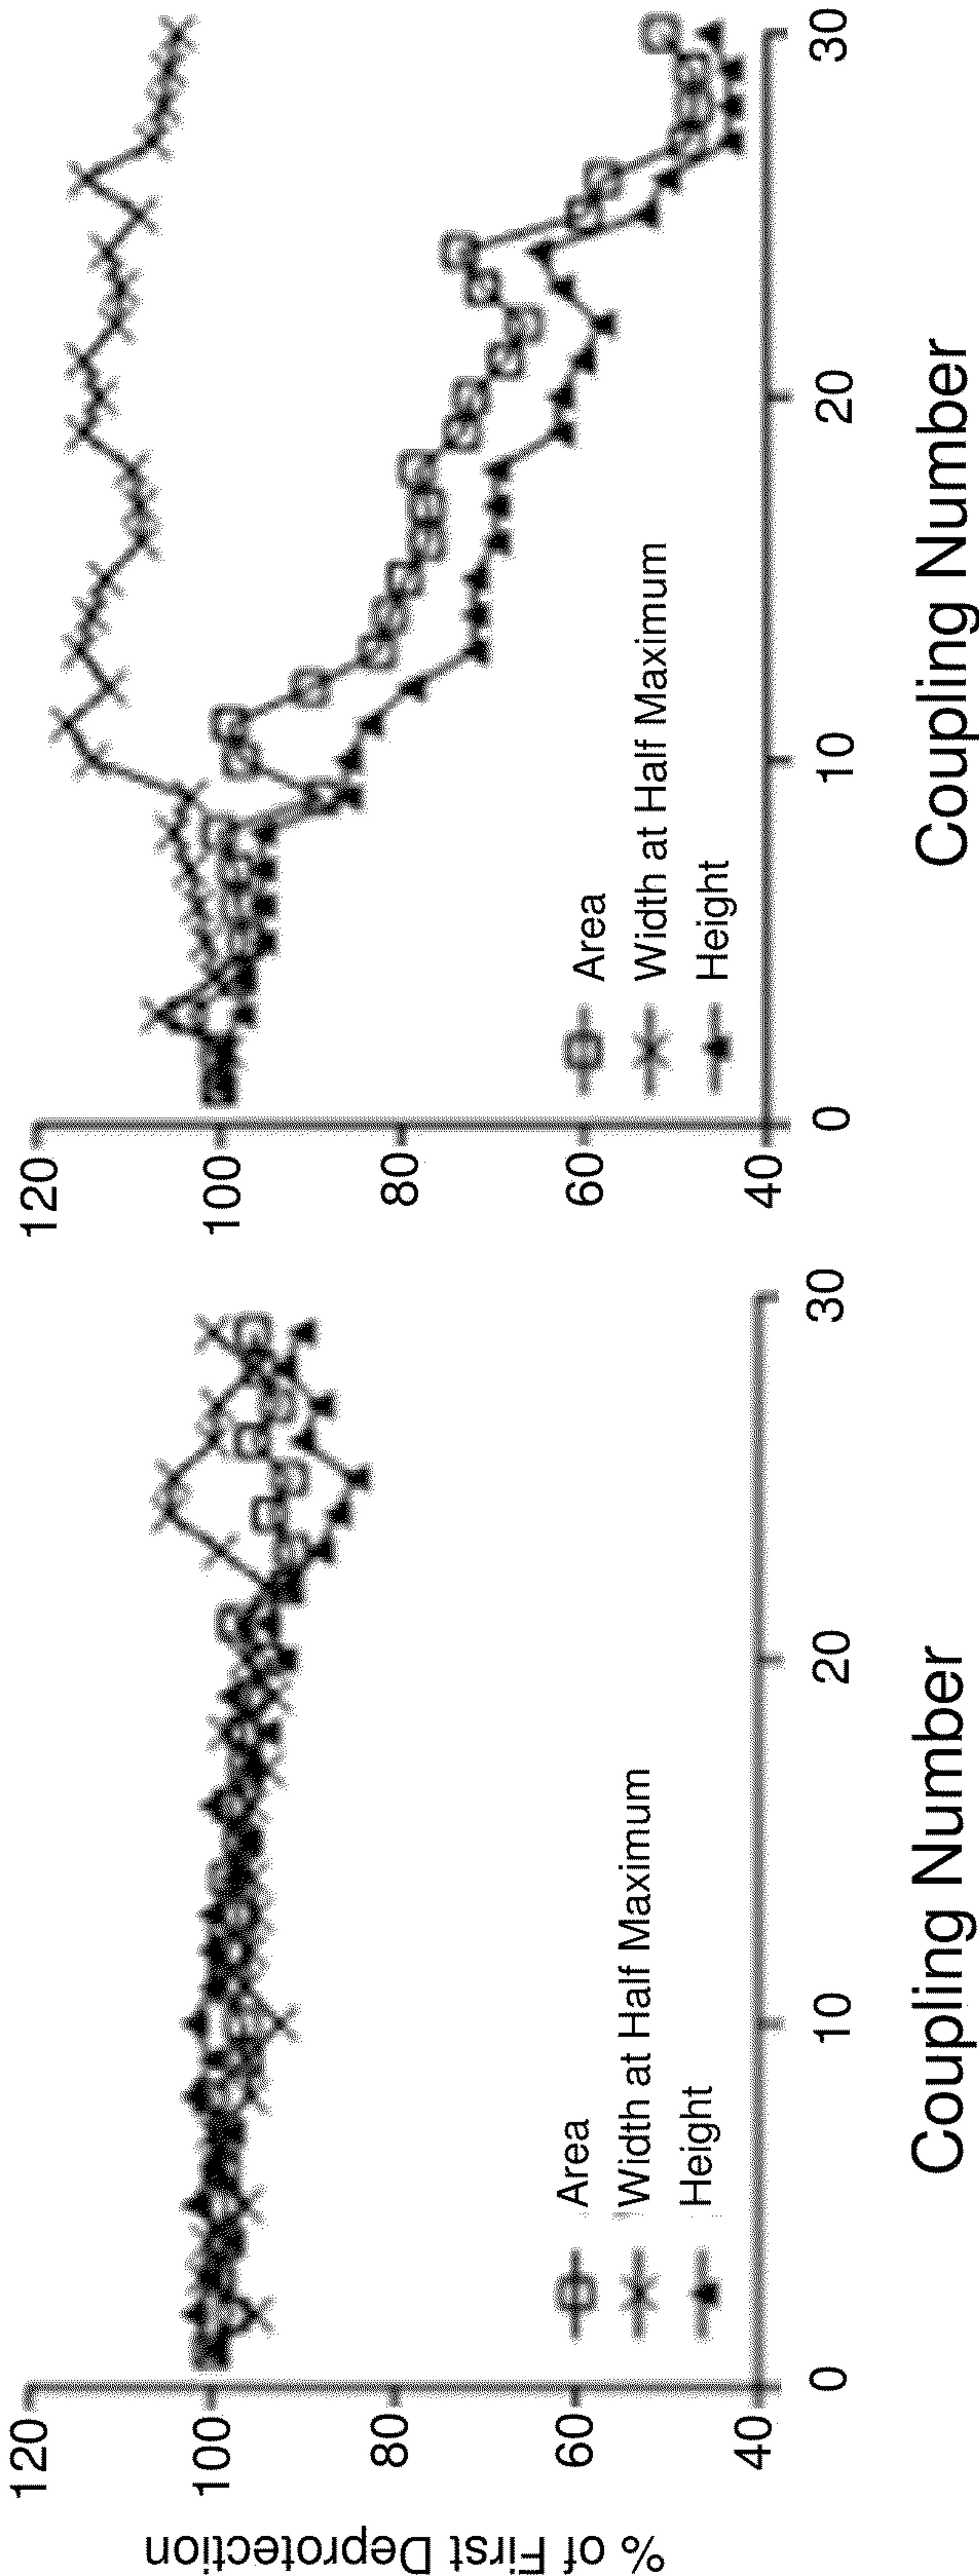 % of First Deprotection
120
100
80
60
40
Area
Width at Half Maximum
Height
0
10
20
30
Coupling Number
120
100
80
60
40
Area
Width at Half Maximum
Height
0
10
20
30
Coupling Number